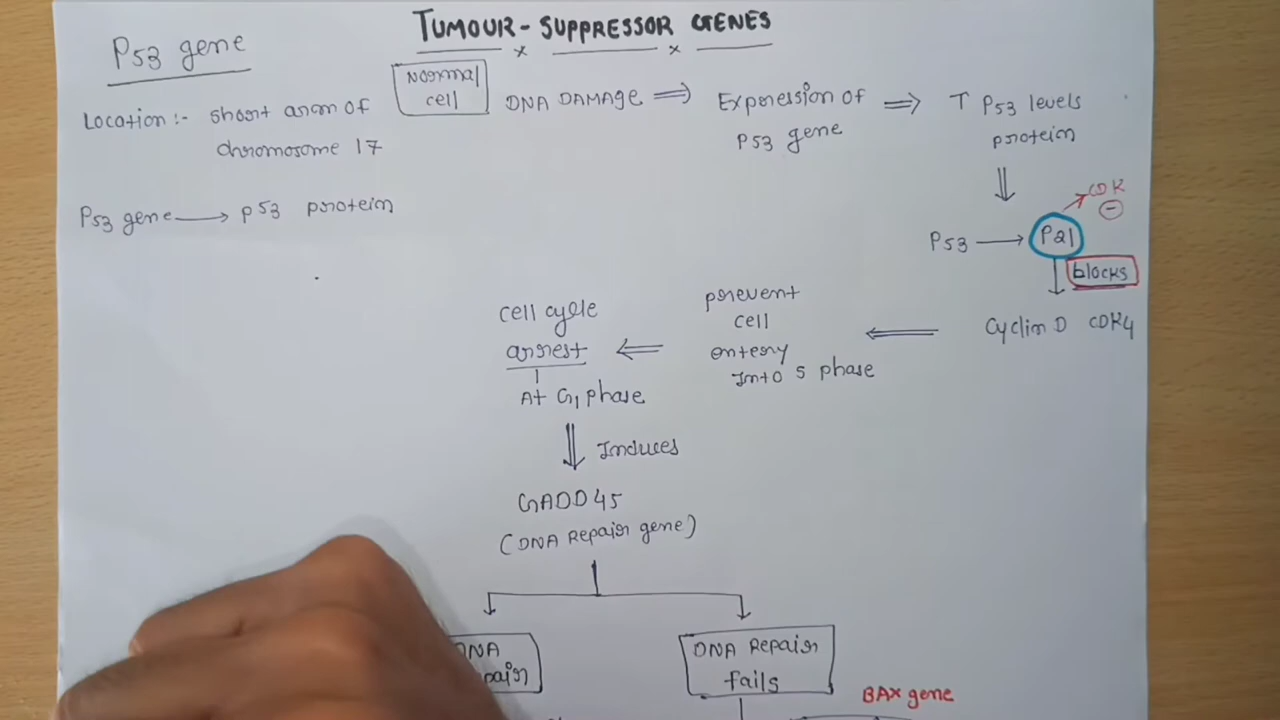 TUMOUR-SUPPRESSOR GENES
P53 gene
Location:- short arm of
chromosome 17
P53 gene → P53 protein
Normal
cell
DNA DAMAGE ⇒
Expression of
P53 gene
⇒ ↑ P53 levels
protein
⇓
CDK
⊖
P53 → P21
blocks
Cyclin D CDK4
⇐
prevent
cell
entery
Into S phase
⇐
cell cycle
arrest
At G1 phase
⇓ Induces
GADD45
(DNA Repair gene)
DNA
DNA Repair
fails
BAX gene